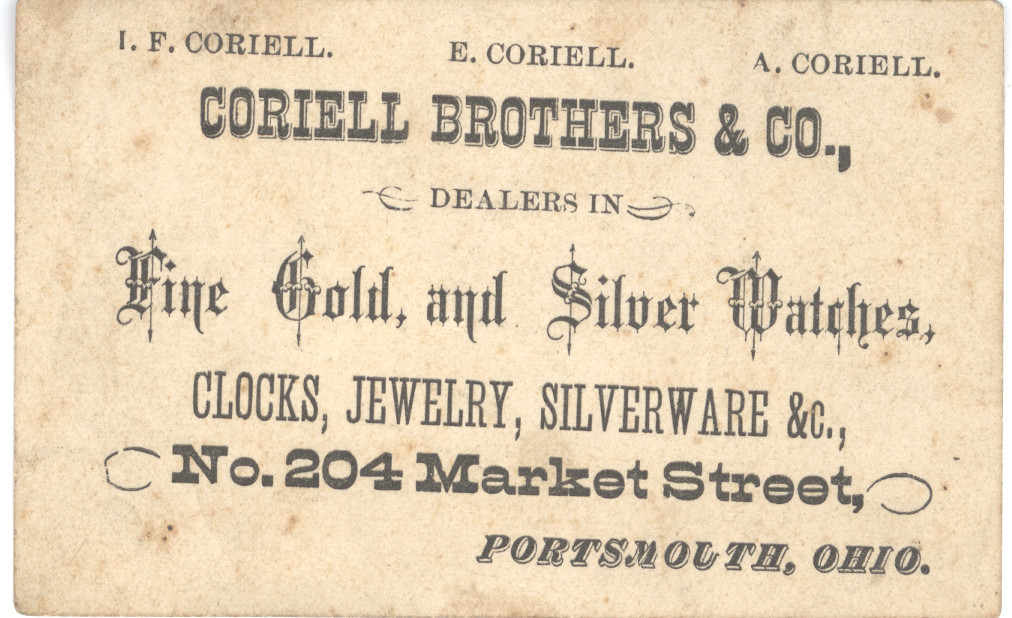 I. F. CORIELL. E. CORIELL. A. CORIELL.
CORIELL BROTHERS & CO.,
DEALERS IN
Fine Gold, and Silver Watches,
CLOCKS, JEWELRY, SILVERWARE &c.,
No. 204 Market Street,
PORTSMOUTH, OHIO.